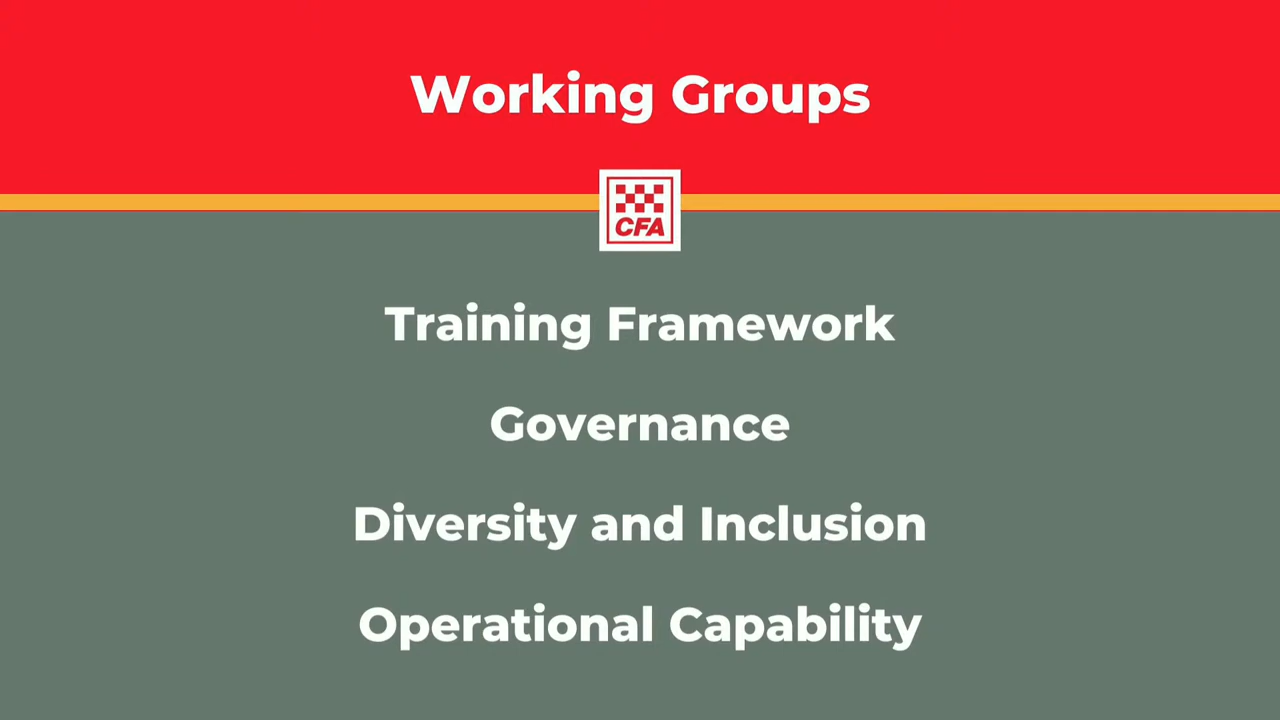 Working Groups
CFA
Training Framework
Governance
Diversity and Inclusion
Operational Capability